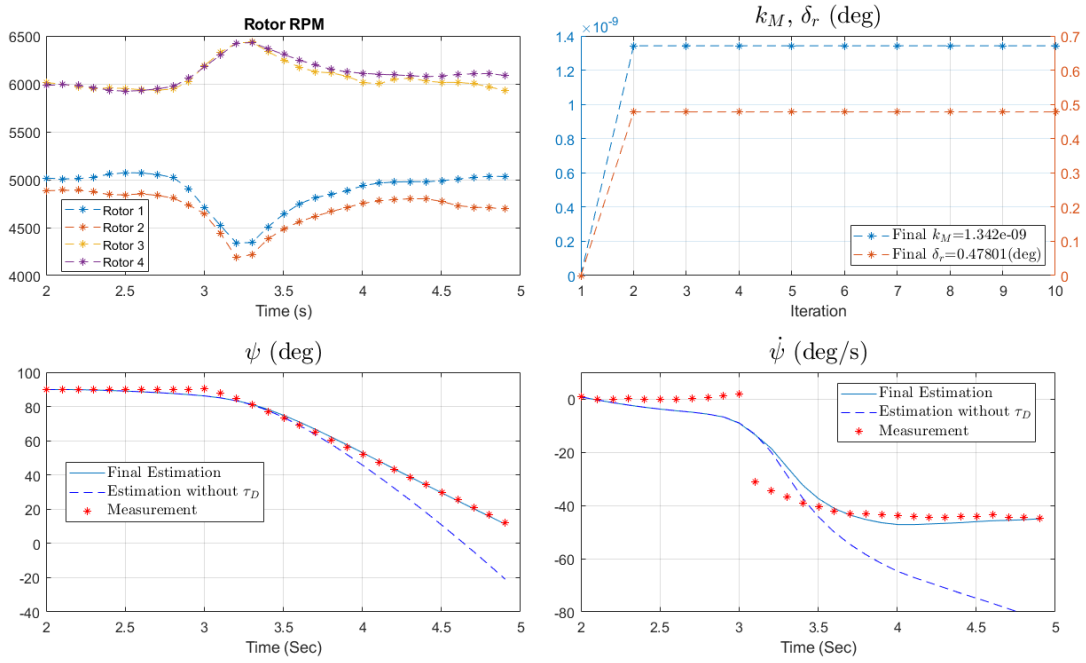 Rotor RPM
6500
6000
5500
5000
4500
4000
Rotor 1
Rotor 2
Rotor 3
Rotor 4
2 2.5 3 3.5 4 4.5 5
Time (s)
k_M, δ_r (deg)
×10^-9
1.4
1.2
1
0.8
0.6
0.4
0.2
0
0.7
0.6
0.5
0.4
0.3
0.2
0.1
0
Final k_M=1.342e-09
Final δ_r=0.47801(deg)
1 2 3 4 5 6 7 8 9 10
Iteration
ψ (deg)
100
80
60
40
20
0
-20
-40
Final Estimation
Estimation without τ_D
Measurement
2 2.5 3 3.5 4 4.5 5
Time (Sec)
ψ̇ (deg/s)
0
-20
-40
-60
-80
Final Estimation
Estimation without τ_D
Measurement
2 2.5 3 3.5 4 4.5 5
Time (Sec)